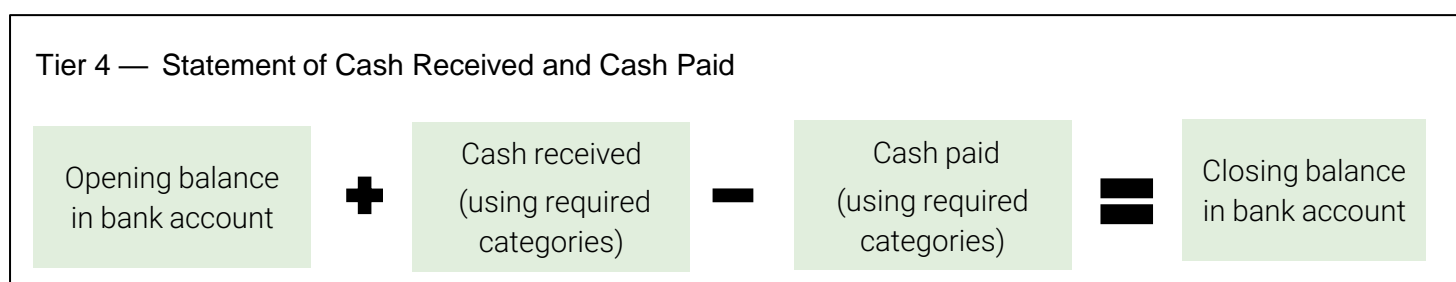 Tier 4 — Statement of Cash Received and Cash Paid
Opening balance
in bank account
+
Cash received
(using required
categories)
−
Cash paid
(using required
categories)
=
Closing balance
in bank account